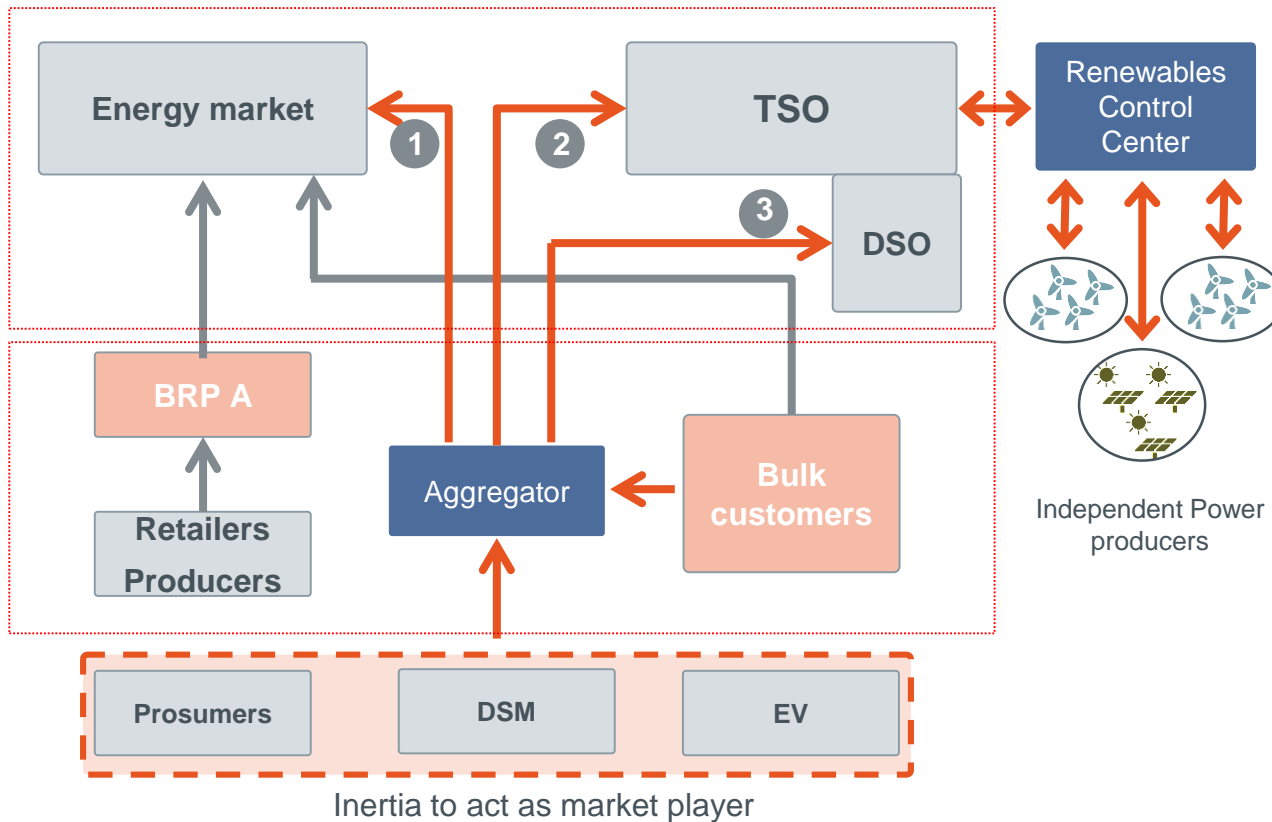 Energy market
TSO
Renewables
Control
Center
1
2
3
DSO
BRP A
Aggregator
Bulk
customers
Retailers
Producers
Independent Power
producers
Prosumers
DSM
EV
Inertia to act as market player